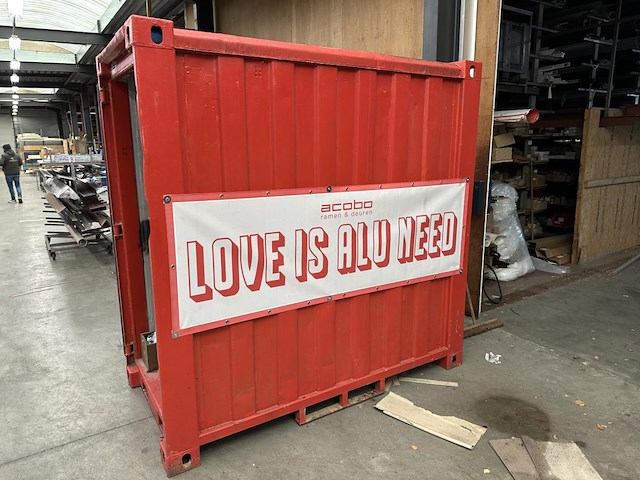 acobo
ramen & deuren
LOVE IS ALU NEED